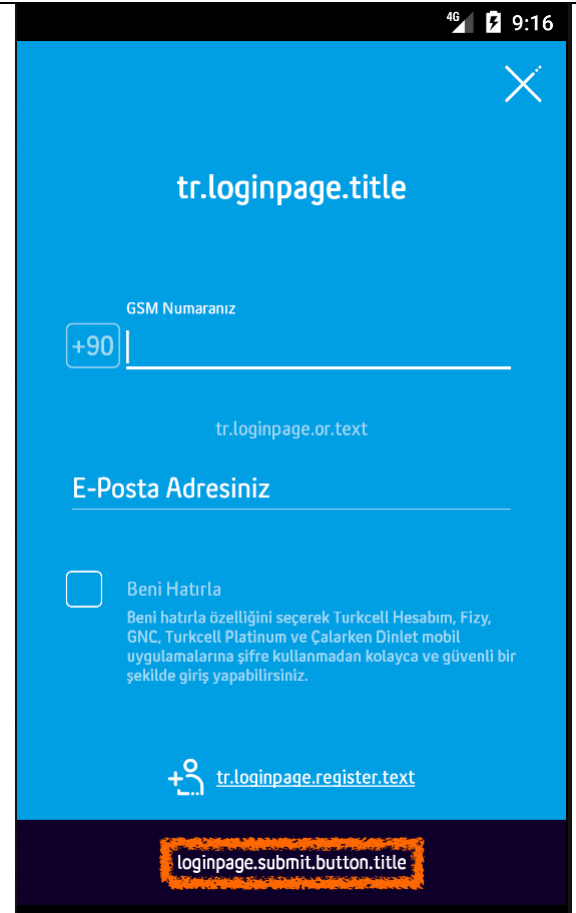 4G 9:16
tr.loginpage.title
GSM Numaranız
+90
tr.loginpage.or.text
E-Posta Adresiniz
Beni Hatırla
Beni hatırla özelliğini seçerek Turkcell Hesabım, Fizy,
GNC, Turkcell Platinum ve Çalarken Dinlet mobil
uygulamalarına şifre kullanmadan kolayca ve güvenli bir
şekilde giriş yapabilirsiniz.
tr.loginpage.register.text
loginpage.submit.button.title